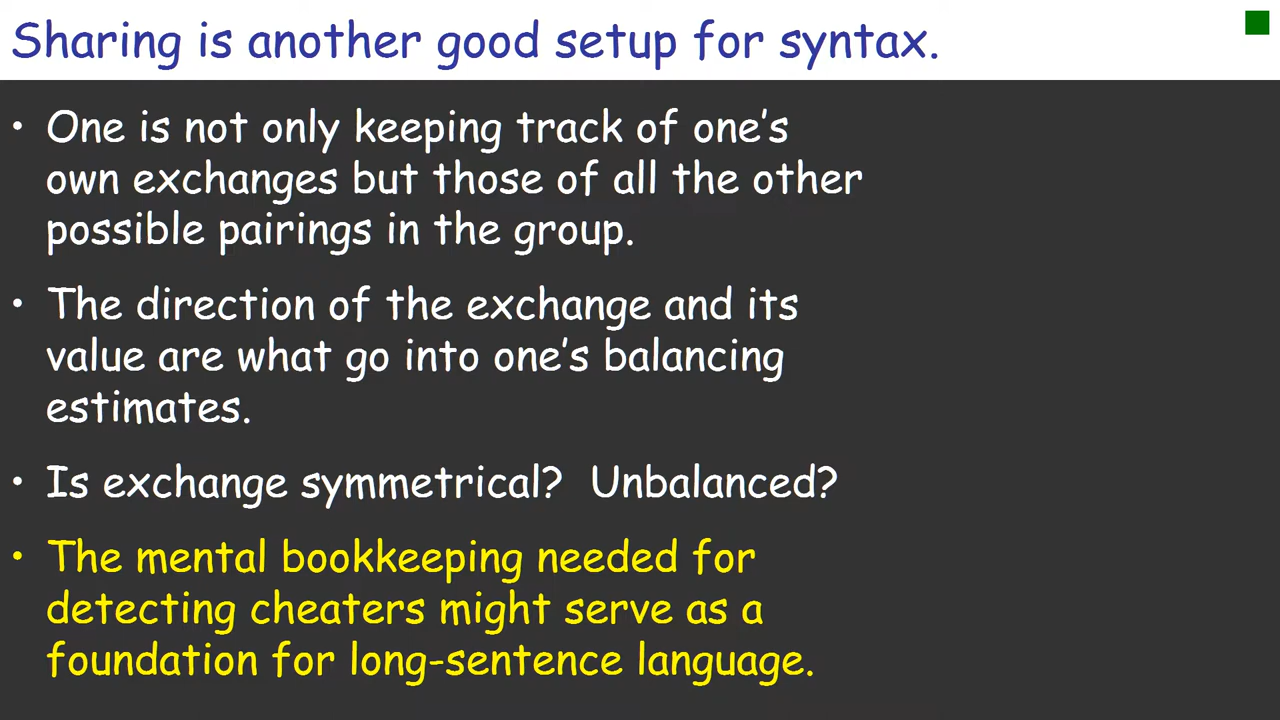 Sharing is another good setup for syntax.
• One is not only keeping track of one's
own exchanges but those of all the other
possible pairings in the group.
• The direction of the exchange and its
value are what go into one's balancing
estimates.
• Is exchange symmetrical?  Unbalanced?
• The mental bookkeeping needed for
detecting cheaters might serve as a
foundation for long-sentence language.